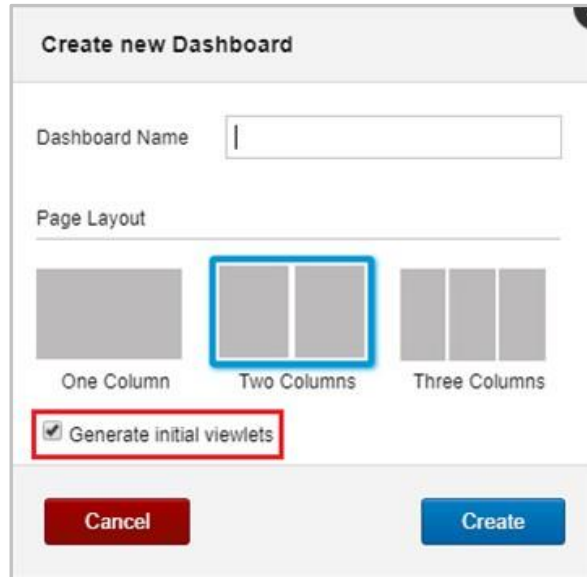 Create new Dashboard
Dashboard Name
Page Layout
One Column Two Columns Three Columns
Generate initial viewlets
Cancel Create